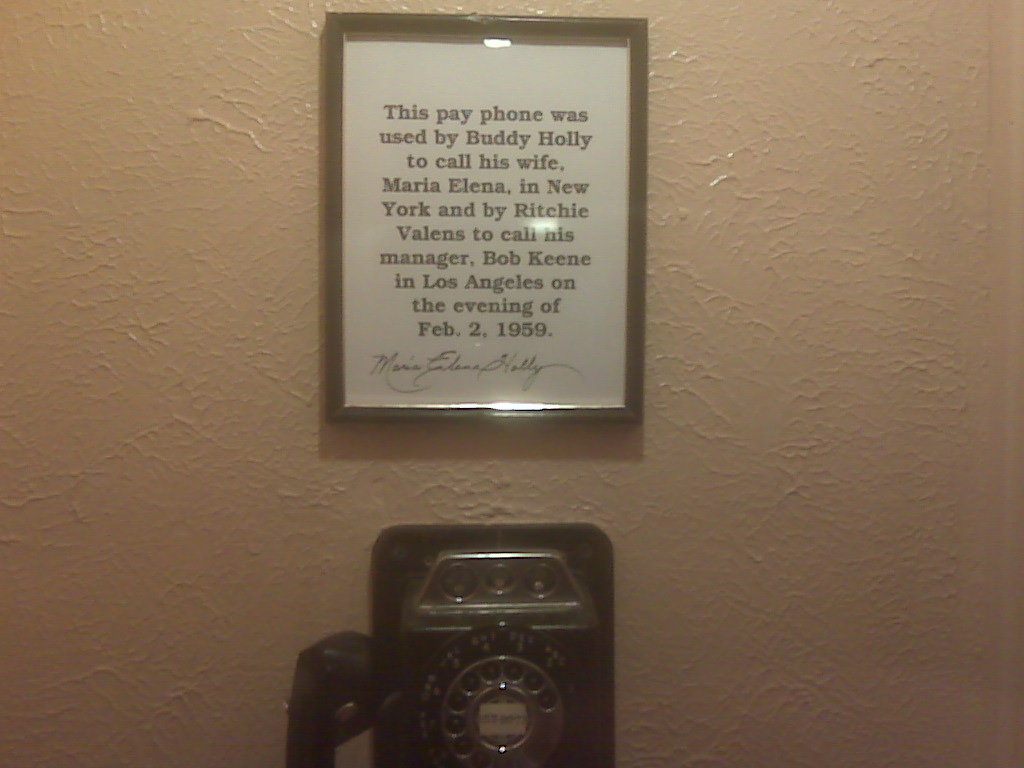 This pay phone was
used by Buddy Holly
to call his wife,
Maria Elena, in New
York and by Ritchie
Valens to call his
manager, Bob Keene
in Los Angeles on
the evening of
Feb. 2, 1959.
Maria Elena Holly